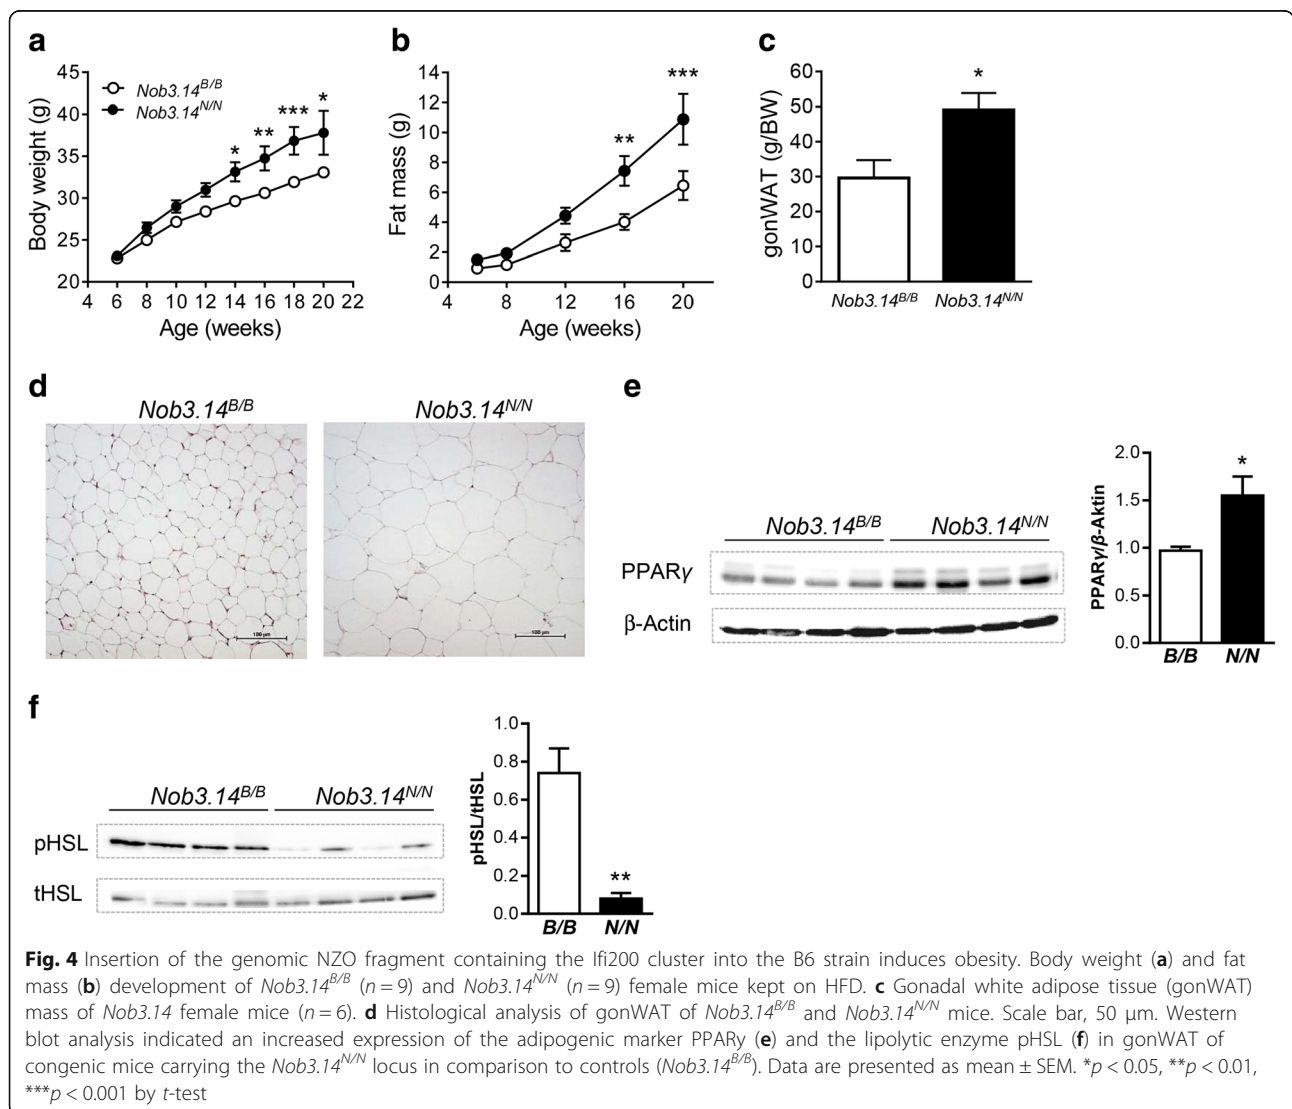 a
b
c
Nob3.14B/B
Nob3.14N/N
Body weight (g)
45
40
35
30
25
20
*
**
***
*
4 6 8 10 12 14 16 18 20 22
Age (weeks)
Fat mass (g)
14
12
10
8
6
4
2
0
**
***
4 8 12 16 20
Age (weeks)
gonWAT (g/BW)
60
50
40
30
20
10
0
*
Nob3.14B/B Nob3.14N/N
d
Nob3.14B/B Nob3.14N/N
100 µm
100 µm
e
Nob3.14B/B Nob3.14N/N
PPARγ
β-Actin
PPARγ/β-Aktin
2.0
1.5
1.0
0.5
0.0
*
B/B N/N
f
Nob3.14B/B Nob3.14N/N
pHSL
tHSL
pHSL/tHSL
1.0
0.8
0.6
0.4
0.2
0.0
**
B/B N/N
Fig. 4 Insertion of the genomic NZO fragment containing the Ifi200 cluster into the B6 strain induces obesity. Body weight (a) and fat
mass (b) development of Nob3.14B/B (n = 9) and Nob3.14N/N (n = 9) female mice kept on HFD. c Gonadal white adipose tissue (gonWAT)
mass of Nob3.14 female mice (n = 6). d Histological analysis of gonWAT of Nob3.14B/B and Nob3.14N/N mice. Scale bar, 50 µm. Western
blot analysis indicated an increased expression of the adipogenic marker PPARγ (e) and the lipolytic enzyme pHSL (f) in gonWAT of
congenic mice carrying the Nob3.14N/N locus in comparison to controls (Nob3.14B/B). Data are presented as mean ± SEM. *p < 0.05, **p < 0.01,
***p < 0.001 by t-test